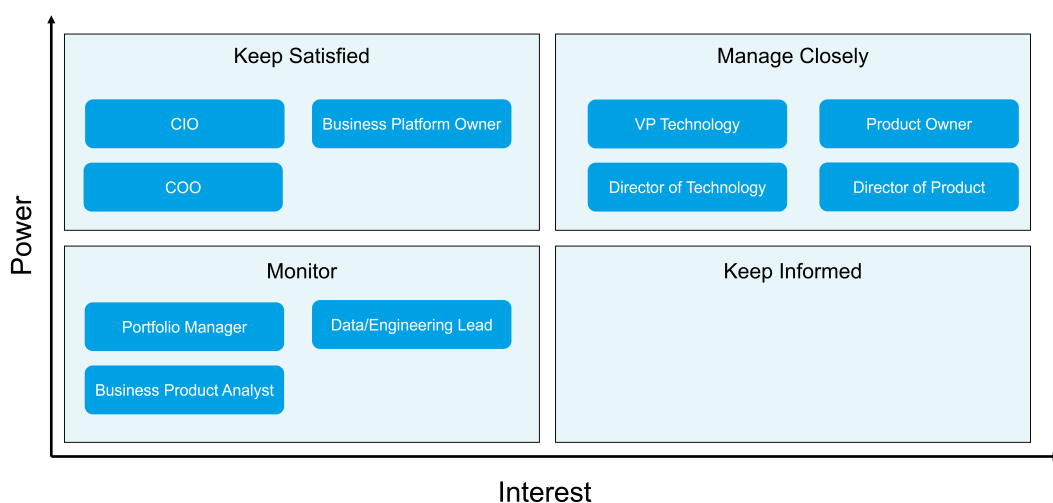 Power
Keep Satisfied
CIO
Business Platform Owner
COO
Manage Closely
VP Technology
Product Owner
Director of Technology
Director of Product
Monitor
Portfolio Manager
Data/Engineering Lead
Business Product Analyst
Keep Informed
Interest